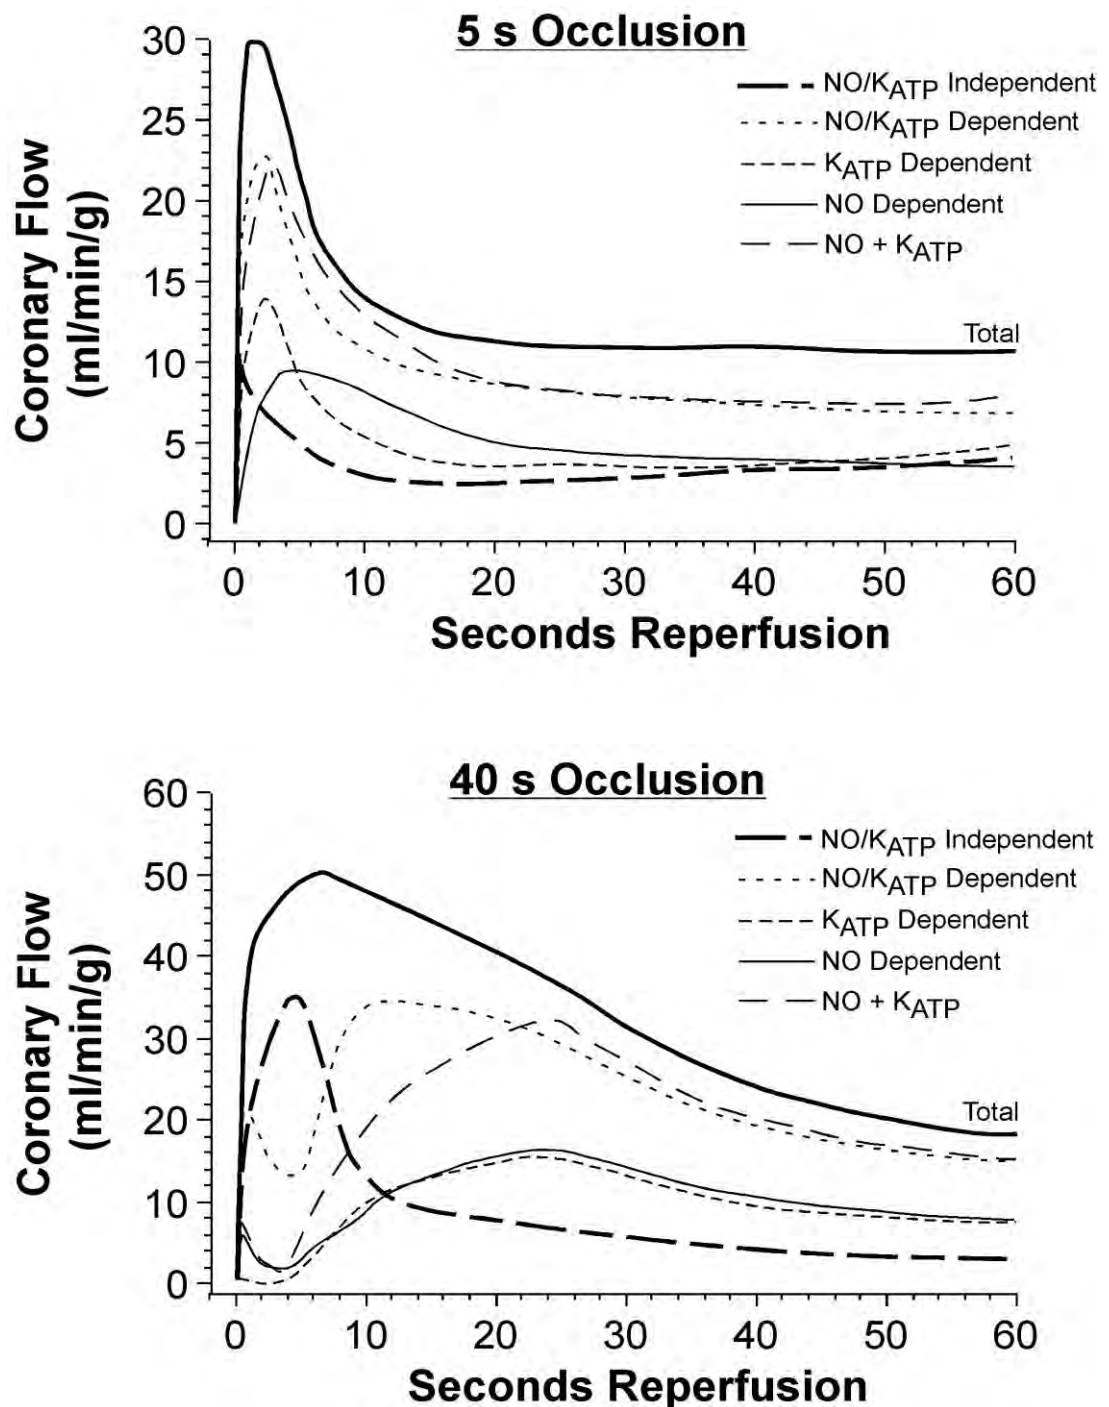 5 s Occlusion
30
25
20
15
10
5
0
Coronary Flow
(ml/min/g)
NO/KATP Independent
NO/KATP Dependent
KATP Dependent
NO Dependent
NO + KATP
Total
0 10 20 30 40 50 60
Seconds Reperfusion
40 s Occlusion
60
50
40
30
20
10
0
Coronary Flow
(ml/min/g)
NO/KATP Independent
NO/KATP Dependent
KATP Dependent
NO Dependent
NO + KATP
Total
0 10 20 30 40 50 60
Seconds Reperfusion